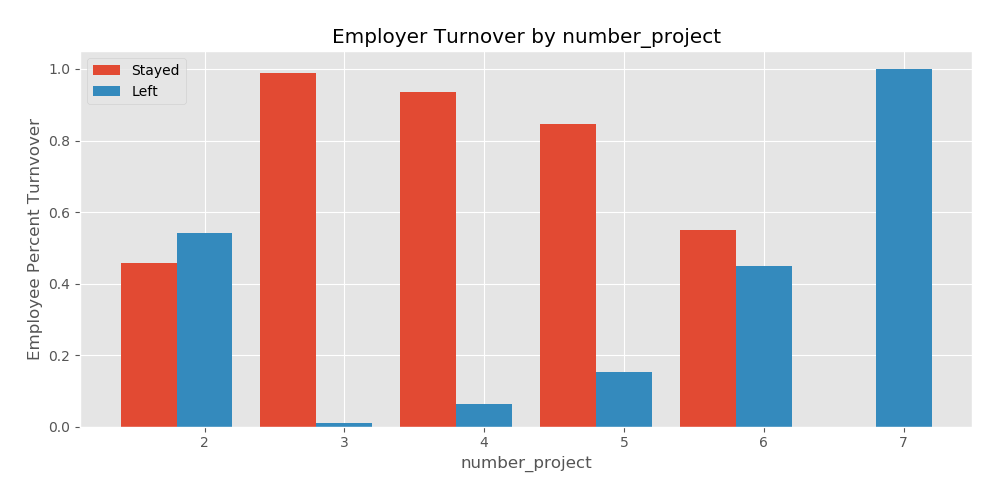 Employer Turnover by number_project
Stayed
Left
Employee Percent Turnvover
1.0
0.8
0.6
0.4
0.2
0.0
2 3 4 5 6 7
number_project